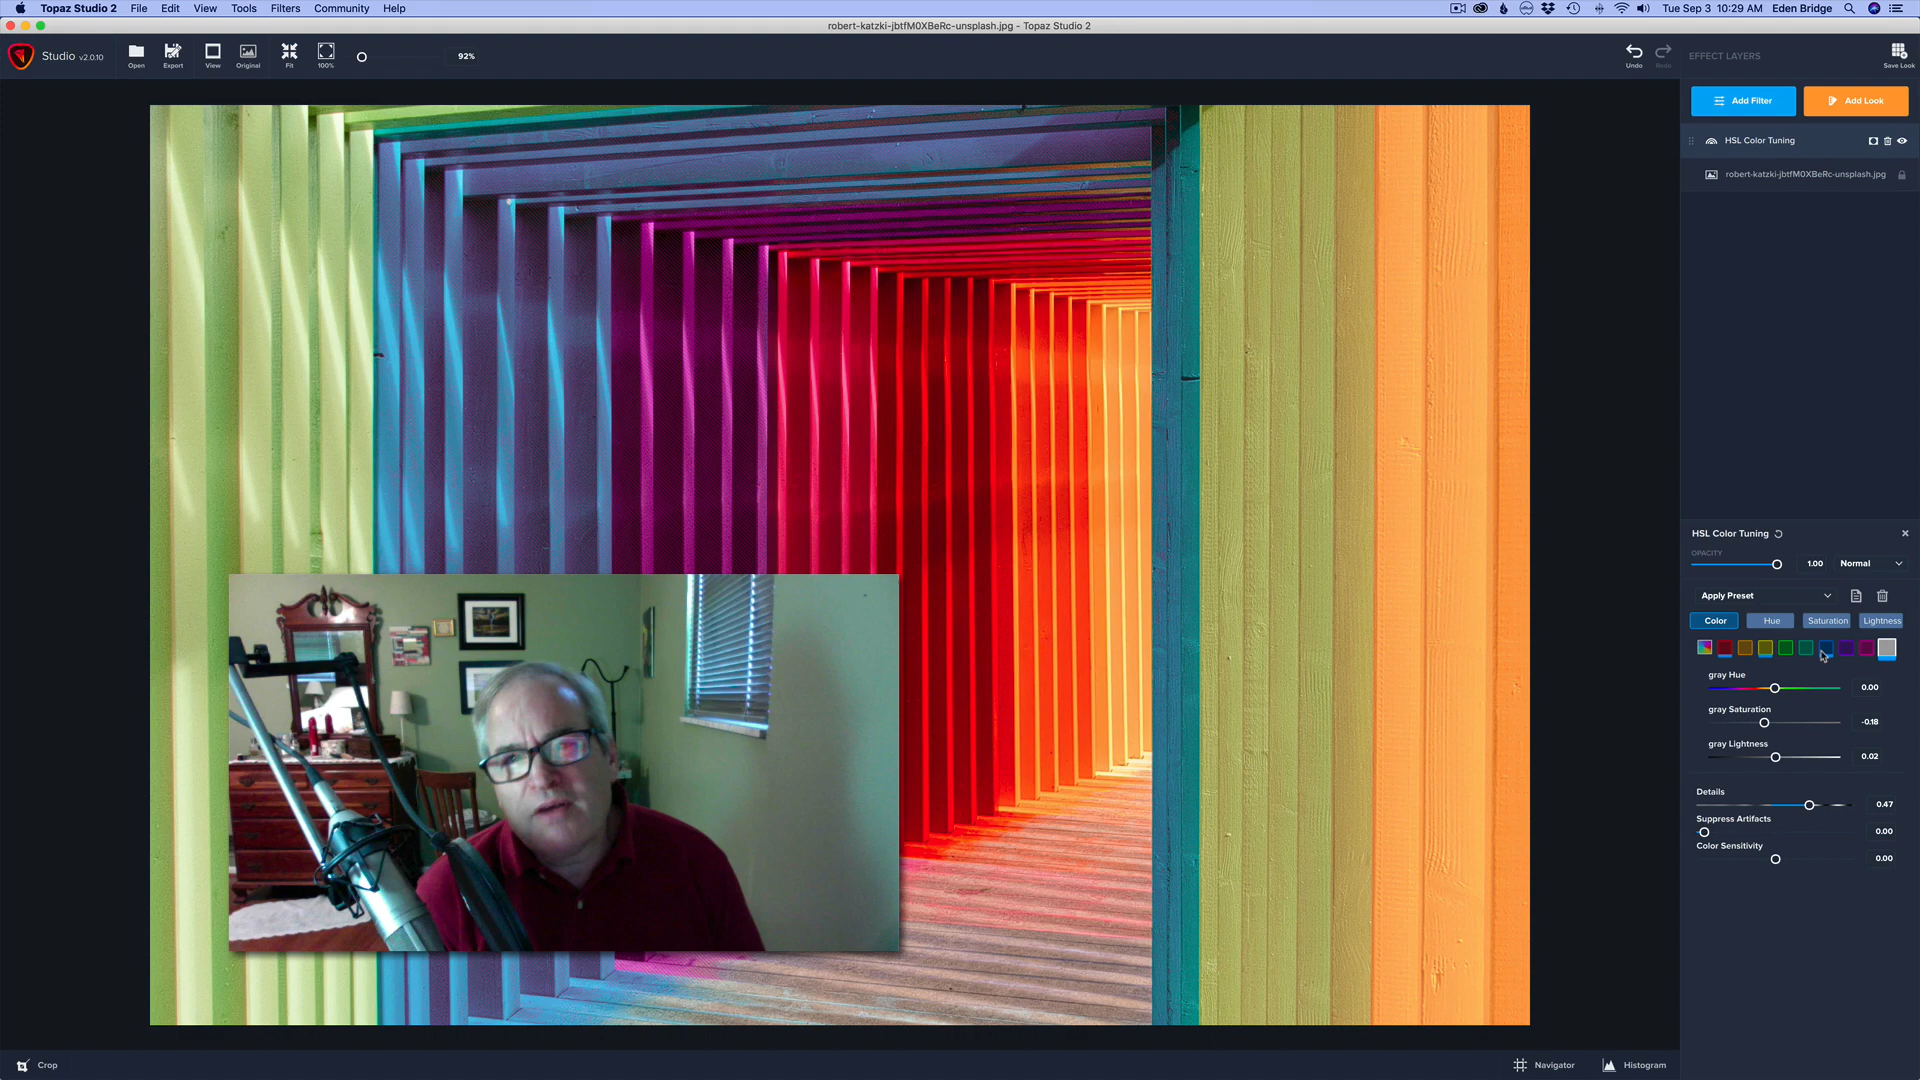 Topaz Studio 2 File Edit View Tools Filters Community Help Tue Sep 3 10:29 AM Eden Bridge
robert-katzki-jbtfM0XBeRc-unsplash.jpg - Topaz Studio 2
Studio v2.0.10 Open Export View Original Fit 100% 92% Undo Redo EFFECT LAYERS Save Look
Add Filter Add Look
HSL Color Tuning
robert-katzki-jbtfM0XBeRc-unsplash.jpg
HSL Color Tuning
OPACITY
1.00 Normal
Apply Preset
Color Hue Saturation Lightness
gray Hue
0.00
gray Saturation
-0.18
gray Lightness
0.02
Details
0.47
Suppress Artifacts
0.00
Color Sensitivity
0.00
Crop Navigator Histogram